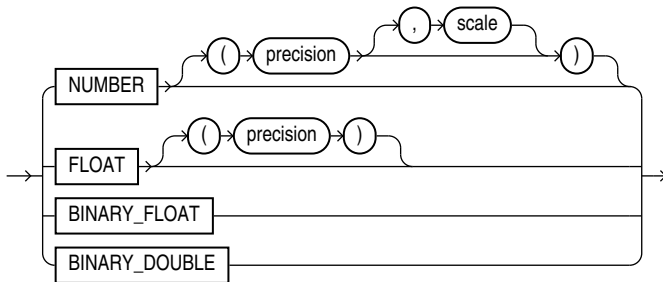 NUMBER ( precision , scale )
FLOAT ( precision )
BINARY_FLOAT
BINARY_DOUBLE